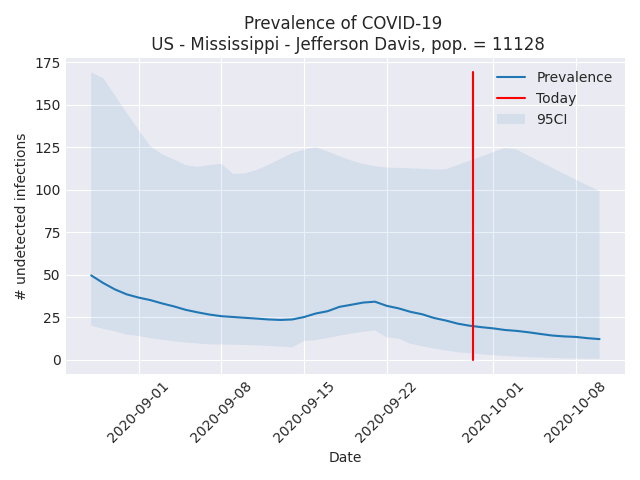 Prevalence of COVID-19
US - Mississippi - Jefferson Davis, pop. = 11128
175
150
125
100
75
50
25
0
# undetected infections
Prevalence
Today
95CI
2020-09-01
2020-09-08
2020-09-15
2020-09-22
2020-10-01
2020-10-08
Date